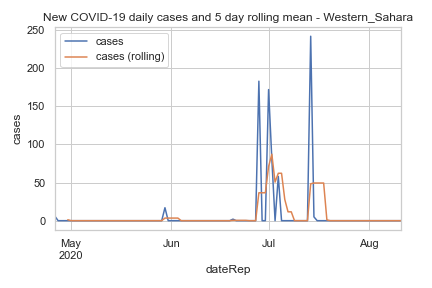 New COVID-19 daily cases and 5 day rolling mean - Western_Sahara
cases
cases (rolling)
250
200
150
100
50
0
cases
May
2020
Jun
Jul
Aug
dateRep